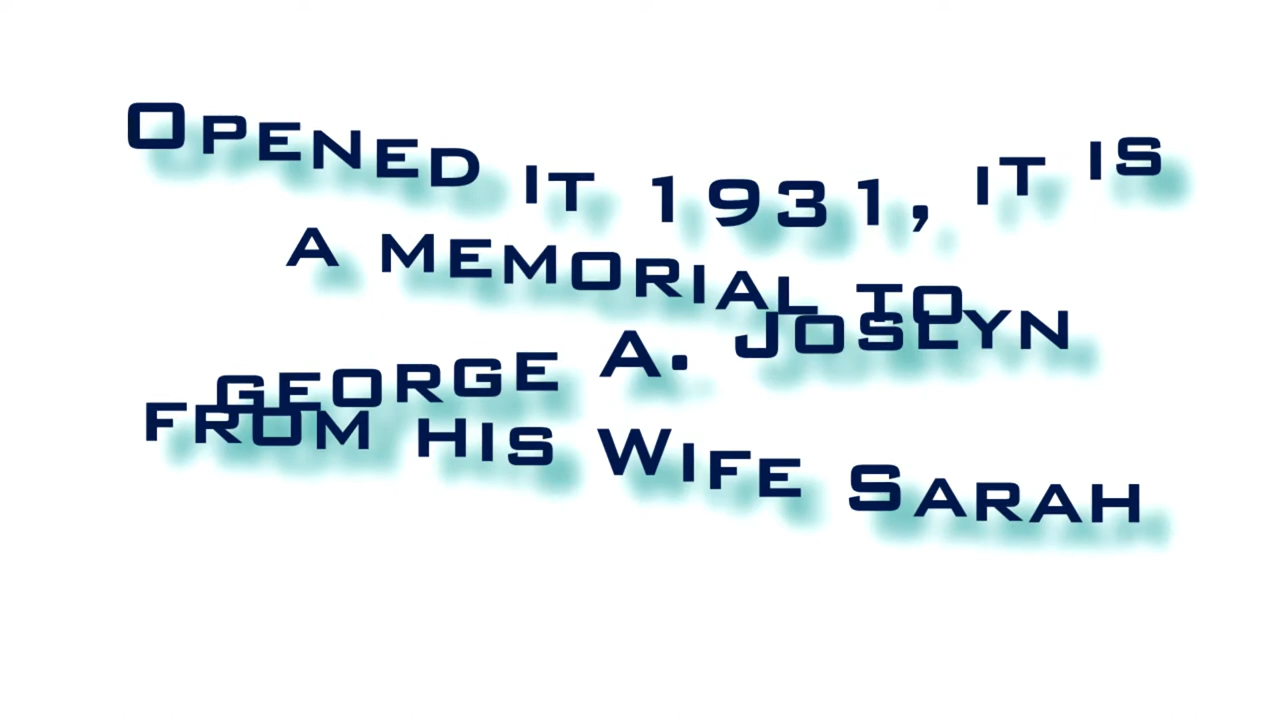 Opened it 1931, it is
a memorial to
george A. Joslyn
from his Wife Sarah